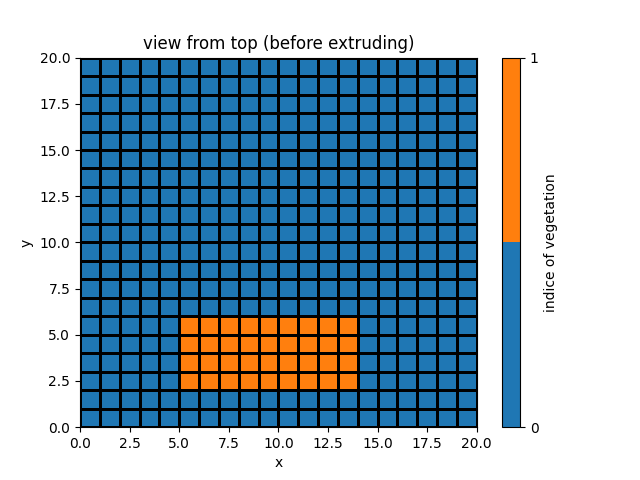 view from top (before extruding)
20.0
17.5
15.0
12.5
10.0
7.5
5.0
2.5
0.0
y
0.0 2.5 5.0 7.5 10.0 12.5 15.0 17.5 20.0
x
1
0
indice of vegetation